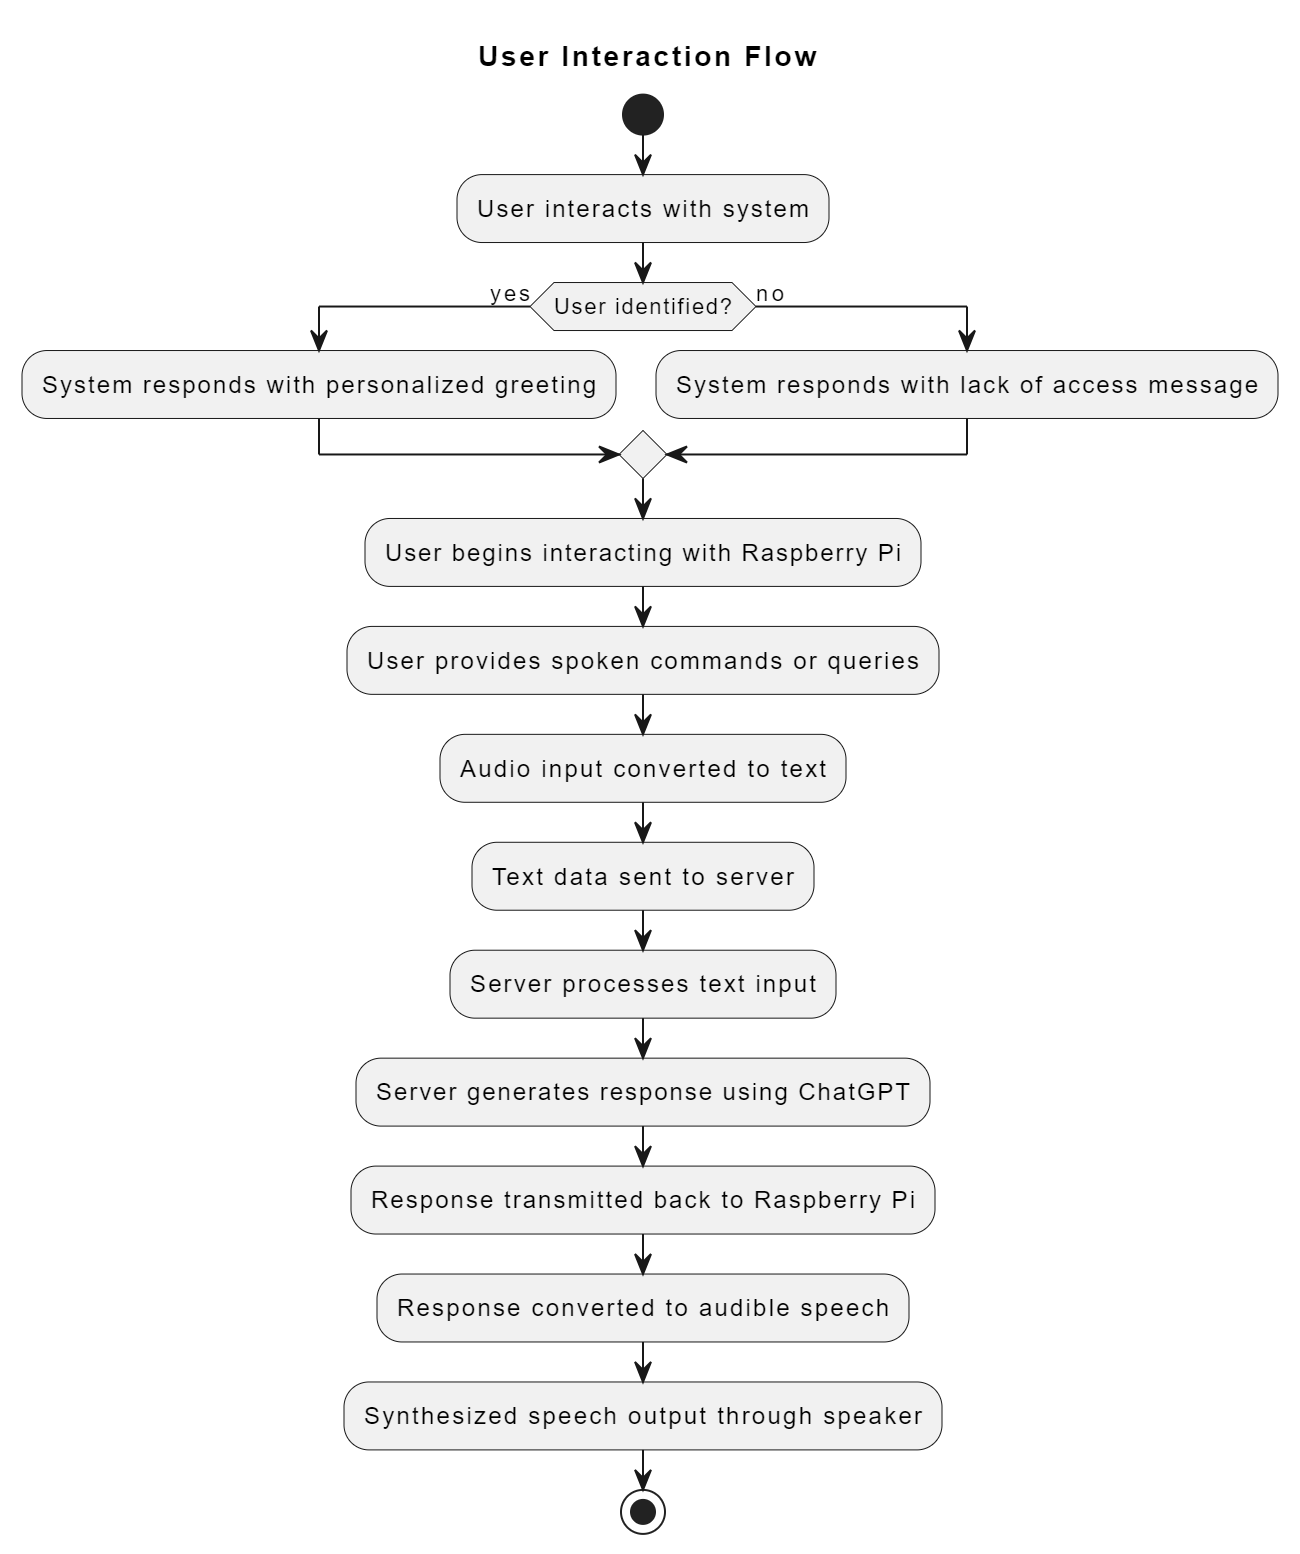 User Interaction Flow
User interacts with system
yes
User identified?
no
System responds with personalized greeting
System responds with lack of access message
User begins interacting with Raspberry Pi
User provides spoken commands or queries
Audio input converted to text
Text data sent to server
Server processes text input
Server generates response using ChatGPT
Response transmitted back to Raspberry Pi
Response converted to audible speech
Synthesized speech output through speaker